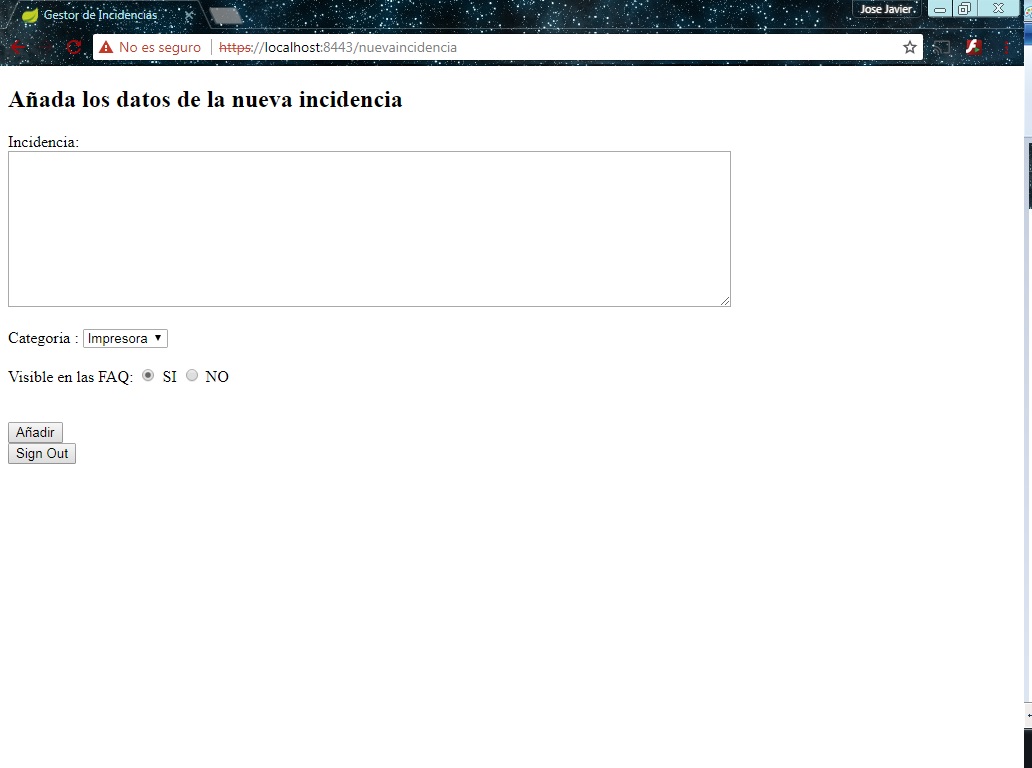 Gestor de Incidencias
Jose Javier.
No es seguro https://localhost:8443/nuevaincidencia
Añada los datos de la nueva incidencia
Incidencia:
Categoria : Impresora
Visible en las FAQ: SI NO
Añadir
Sign Out